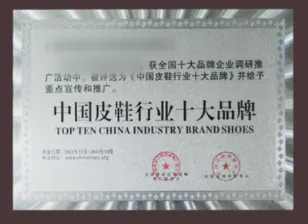 获全国十大品牌企业调研推
广活动中，被评选为《中国皮鞋行业十大品牌》并给予
重点宣传和推广。
中国皮鞋行业十大品牌
TOP TEN CHINA INDUSTRY BRAND SHOES